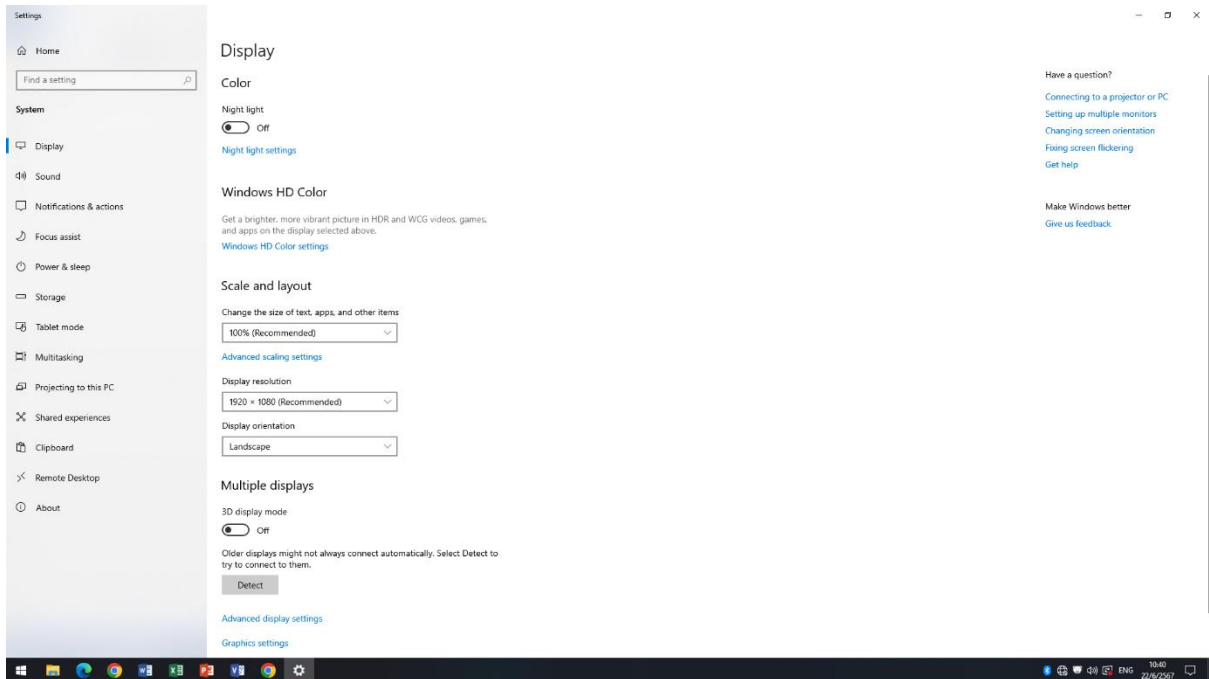 Settings
Home
Find a setting
System
Display
Sound
Notifications & actions
Focus assist
Power & sleep
Storage
Tablet mode
Multitasking
Projecting to this PC
Shared experiences
Clipboard
Remote Desktop
About
Display
Color
Night light
Off
Night light settings
Windows HD Color
Get a brighter, more vibrant picture in HDR and WCG videos, games,
and apps on the display selected above.
Windows HD Color settings
Scale and layout
Change the size of text, apps, and other items
100% (Recommended)
Advanced scaling settings
Display resolution
1920 × 1080 (Recommended)
Display orientation
Landscape
Multiple displays
3D display mode
Off
Older displays might not always connect automatically. Select Detect to
try to connect to them.
Detect
Advanced display settings
Graphics settings
Have a question?
Connecting to a projector or PC
Setting up multiple monitors
Changing screen orientation
Fixing screen flickering
Get help
Make Windows better
Give us feedback
ENG
10:40
22/6/2567